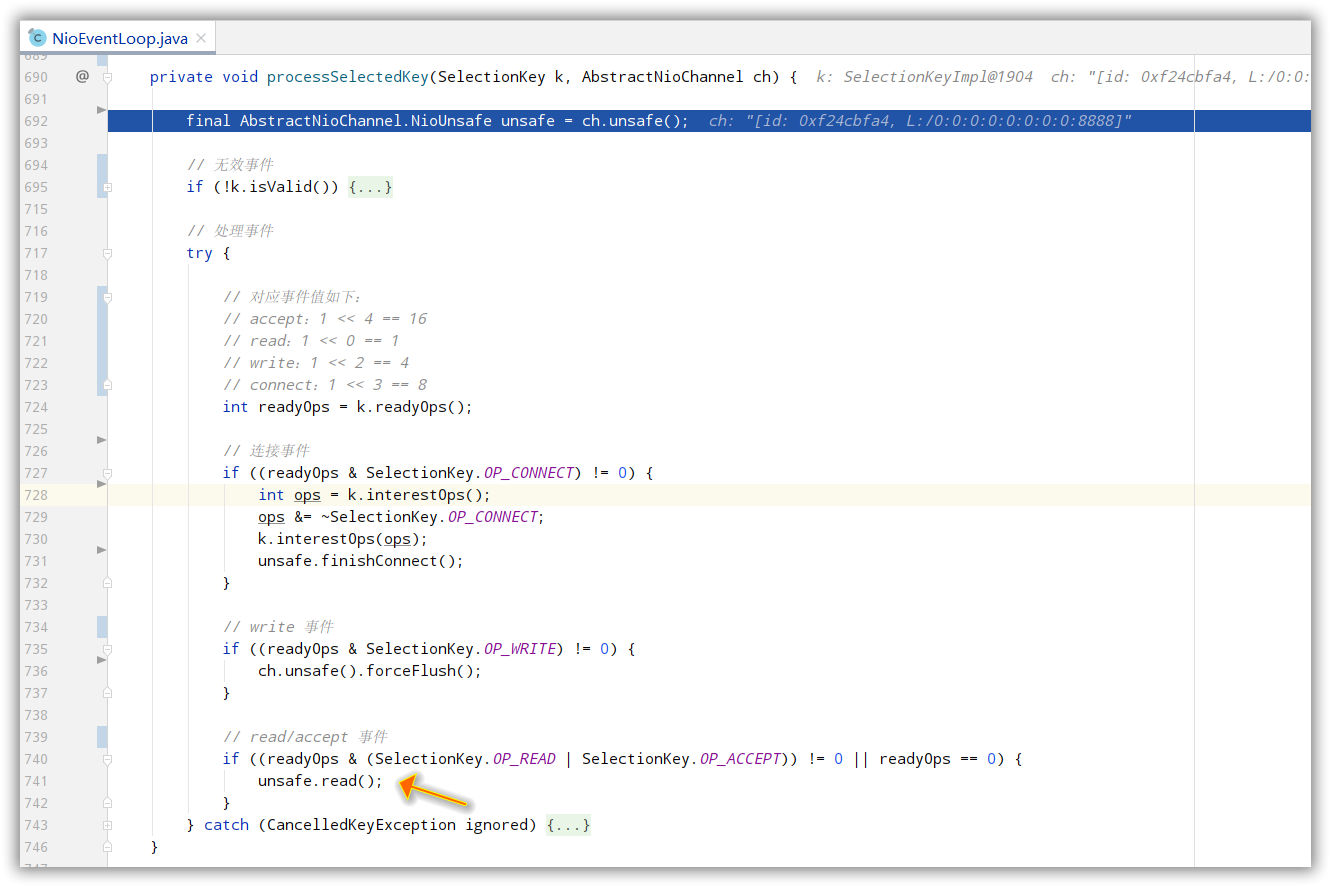 NioEventLoop.java
689
690 @ private void processSelectedKey(SelectionKey k, AbstractNioChannel ch) { k: SelectionKeyImpl@1904 ch: "[id: 0xf24cbfa4, L:/0:0:
691
692 final AbstractNioChannel.NioUnsafe unsafe = ch.unsafe(); ch: "[id: 0xf24cbfa4, L:/0:0:0:0:0:0:0:0:8888]"
693
694 // 无效事件
695 if (!k.isValid()) {...}
715
716 // 处理事件
717 try {
718
719 // 对应事件值如下：
720 // accept：1 << 4 == 16
721 // read：1 << 0 == 1
722 // write：1 << 2 == 4
723 // connect：1 << 3 == 8
724 int readyOps = k.readyOps();
725
726 // 连接事件
727 if ((readyOps & SelectionKey.OP_CONNECT) != 0) {
728 int ops = k.interestOps();
729 ops &= ~SelectionKey.OP_CONNECT;
730 k.interestOps(ops);
731 unsafe.finishConnect();
732 }
733
734 // write 事件
735 if ((readyOps & SelectionKey.OP_WRITE) != 0) {
736 ch.unsafe().forceFlush();
737 }
738
739 // read/accept 事件
740 if ((readyOps & (SelectionKey.OP_READ | SelectionKey.OP_ACCEPT)) != 0 || readyOps == 0) {
741 unsafe.read();
742 }
743 } catch (CancelledKeyException ignored) {...}
746 }
747